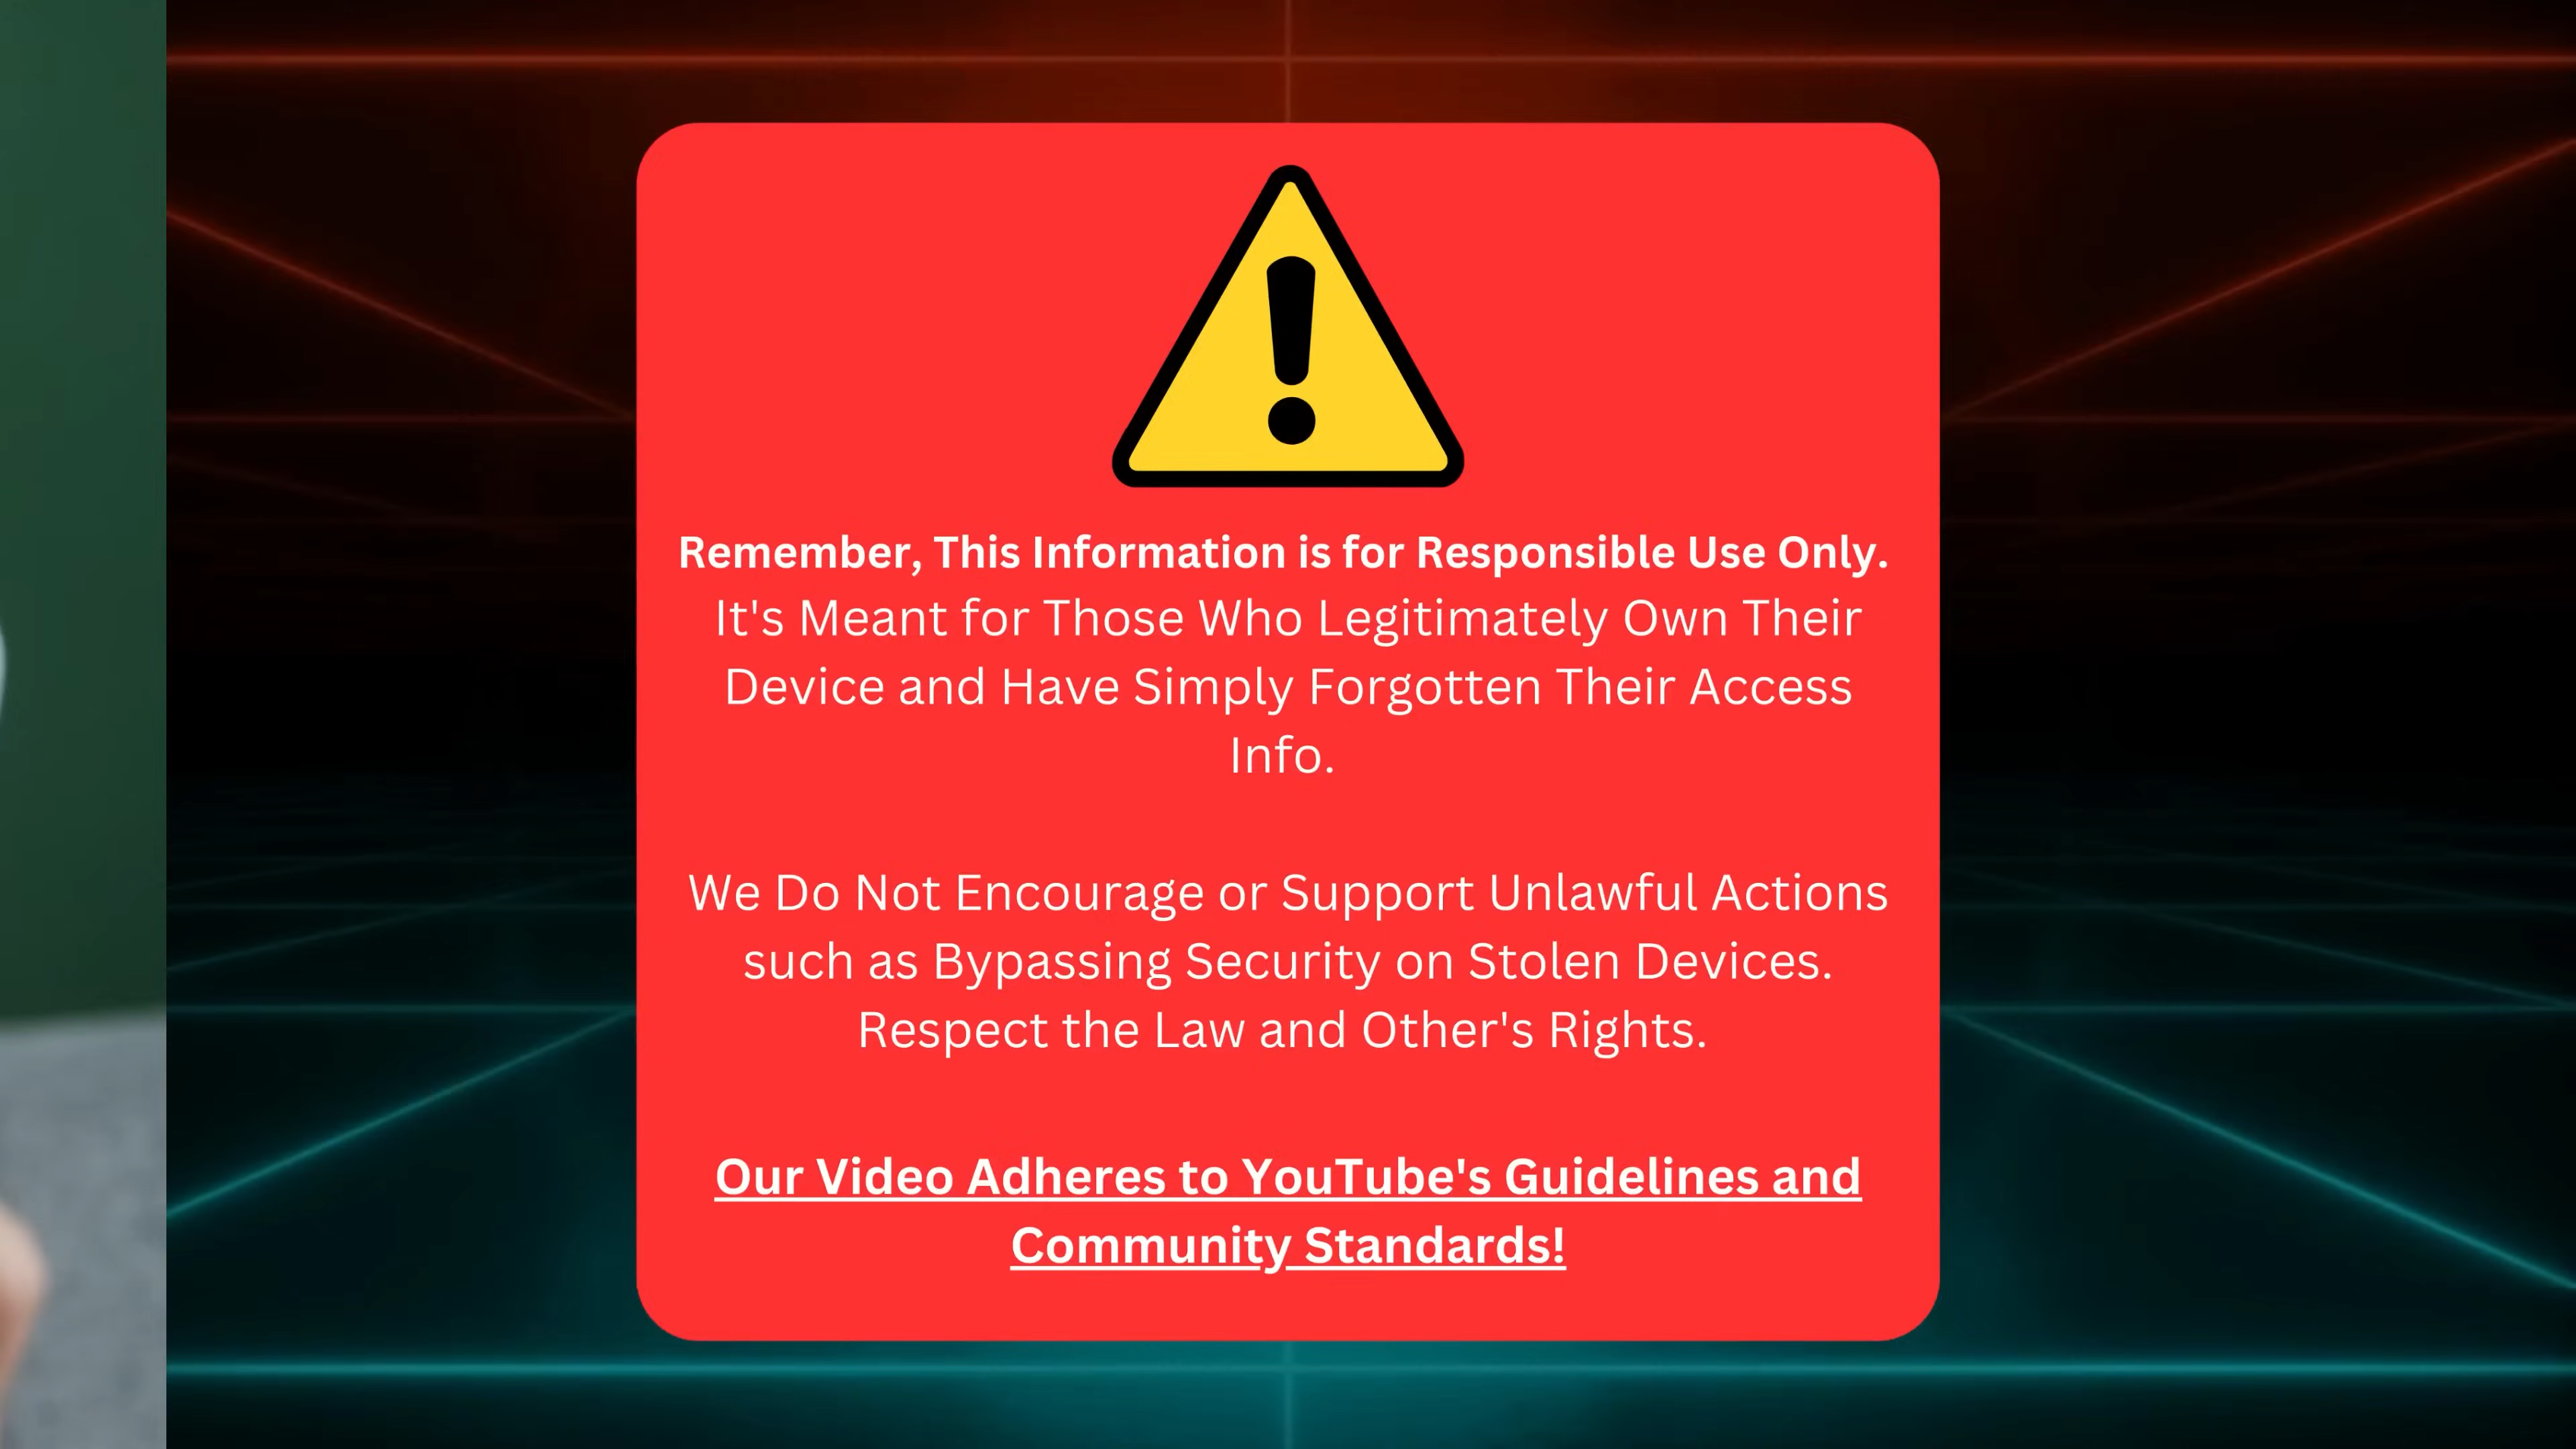 Remember, This Information is for Responsible Use Only.
It's Meant for Those Who Legitimately Own Their
Device and Have Simply Forgotten Their Access
Info.
We Do Not Encourage or Support Unlawful Actions
such as Bypassing Security on Stolen Devices.
Respect the Law and Other's Rights.
Our Video Adheres to YouTube's Guidelines and
Community Standards!